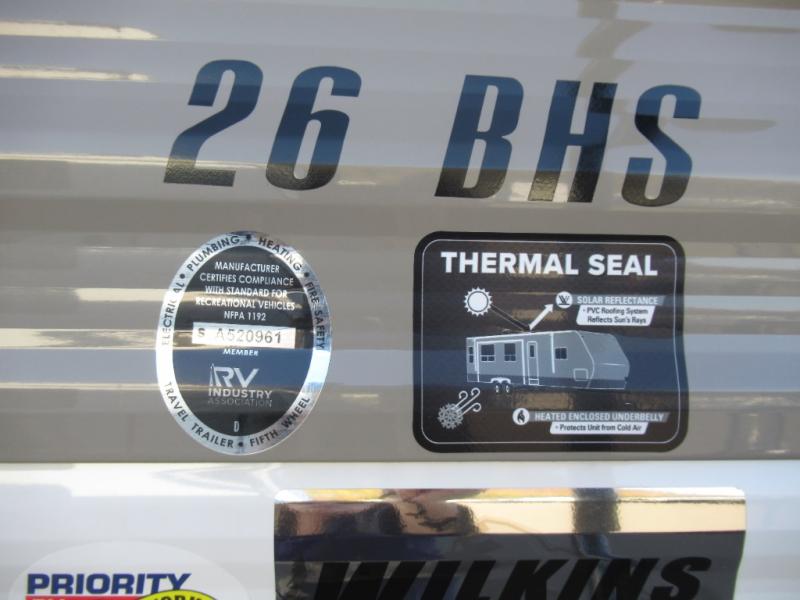 26 BHS
ELECTRICAL • PLUMBING • HEATING • FIRE SAFETY
MANUFACTURER
CERTIFIES COMPLIANCE
WITH STANDARD FOR
RECREATIONAL VEHICLES
NFPA 1192
S A520961
MEMBER
RV
INDUSTRY
ASSOCIATION
D
TRAVEL TRAILER • FIFTH WHEEL
THERMAL SEAL
SOLAR REFLECTANCE
• PVC Roofing System
Reflects Sun's Rays
HEATED ENCLOSED UNDERBELLY
• Protects Unit from Cold Air
WILKINS
PRIORITY